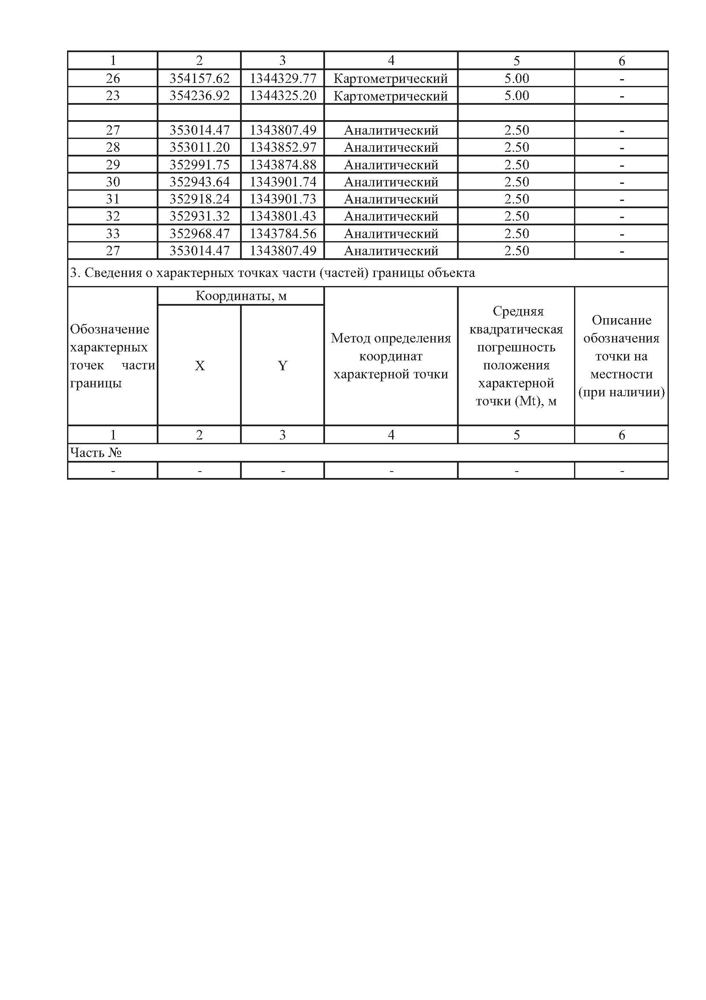 1 2 3 4 5 6
26 354157.62 1344329.77 Картометрический 5.00 -
23 354236.92 1344325.20 Картометрический 5.00 -
27 353014.47 1343807.49 Аналитический 2.50 -
28 353011.20 1343852.97 Аналитический 2.50 -
29 352991.75 1343874.88 Аналитический 2.50 -
30 352943.64 1343901.74 Аналитический 2.50 -
31 352918.24 1343901.73 Аналитический 2.50 -
32 352931.32 1343801.43 Аналитический 2.50 -
33 352968.47 1343784.56 Аналитический 2.50 -
27 353014.47 1343807.49 Аналитический 2.50 -
3. Сведения о характерных точках части (частей) границы объекта
Обозначение
характерных
точек части
границы
Координаты, м
X
Y
Метод определения
координат
характерной точки
Средняя
квадратическая
погрешность
положения
характерной
точки (Mt), м
Описание
обозначения
точки на
местности
(при наличии)
1 2 3 4 5 6
Часть №
- - - - - -